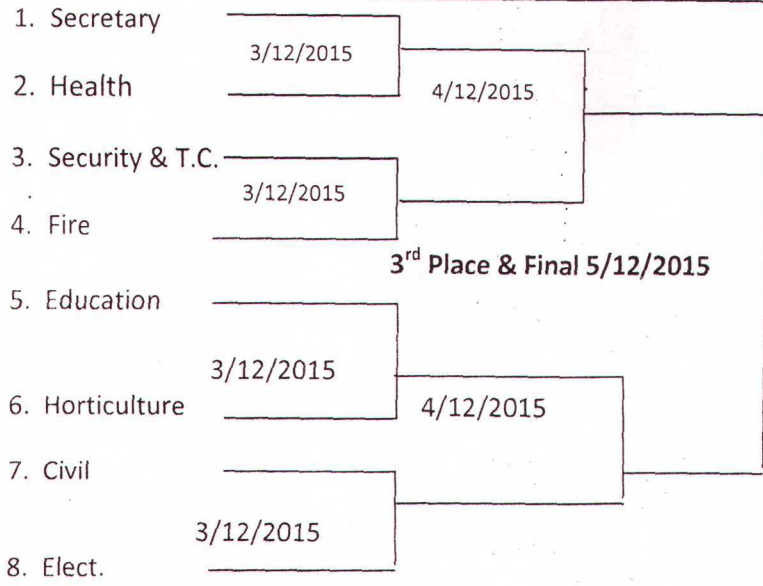 1. Secretary
3/12/2015
2. Health
4/12/2015
3. Security & T.C.
3/12/2015
4. Fire
3rd Place & Final 5/12/2015
5. Education
3/12/2015
6. Horticulture
4/12/2015
7. Civil
3/12/2015
8. Elect.